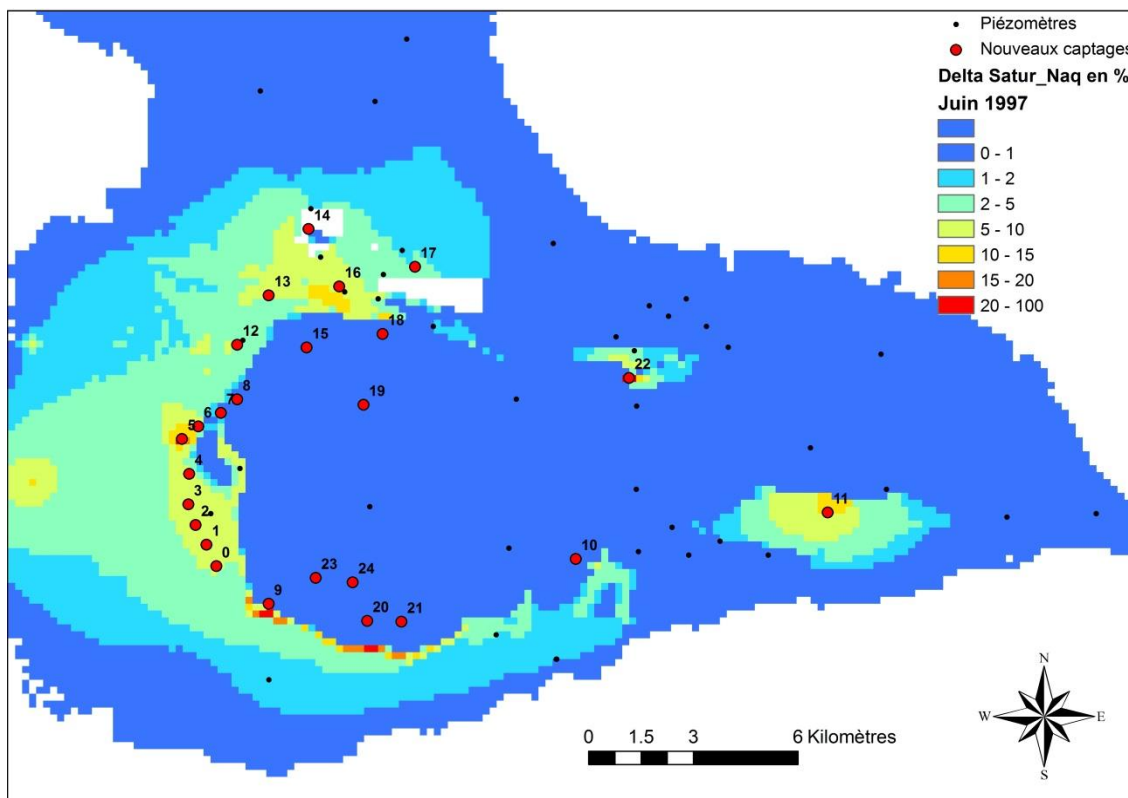 Piézomètres
Nouveaux captages
Delta Satur_Naq en %
Juin 1997
0 - 1
1 - 2
2 - 5
5 - 10
10 - 15
15 - 20
20 - 100
14
17
16
13
18
12
15
22
8
19
7
6
5
4
11
3
2
1
10
0
23
24
9
20
21
N
W
E
S
0 1.5 3 6 Kilomètres